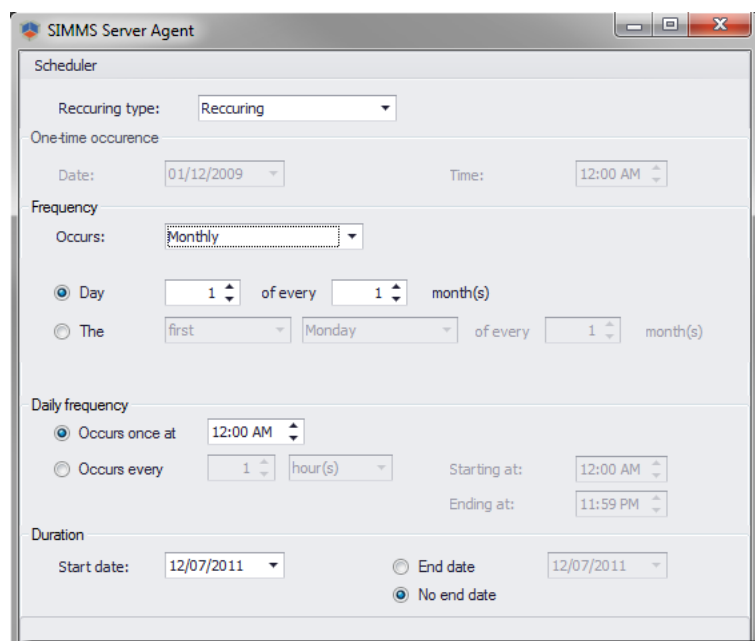 SIMMS Server Agent
Scheduler
Reccuring type: Reccuring
One-time occurence
Date: 01/12/2009 Time: 12:00 AM
Frequency
Occurs: Monthly
Day 1 of every 1 month(s)
The first Monday of every 1 month(s)
Daily frequency
Occurs once at 12:00 AM
Occurs every 1 hour(s) Starting at: 12:00 AM
Ending at: 11:59 PM
Duration
Start date: 12/07/2011 End date 12/07/2011
No end date